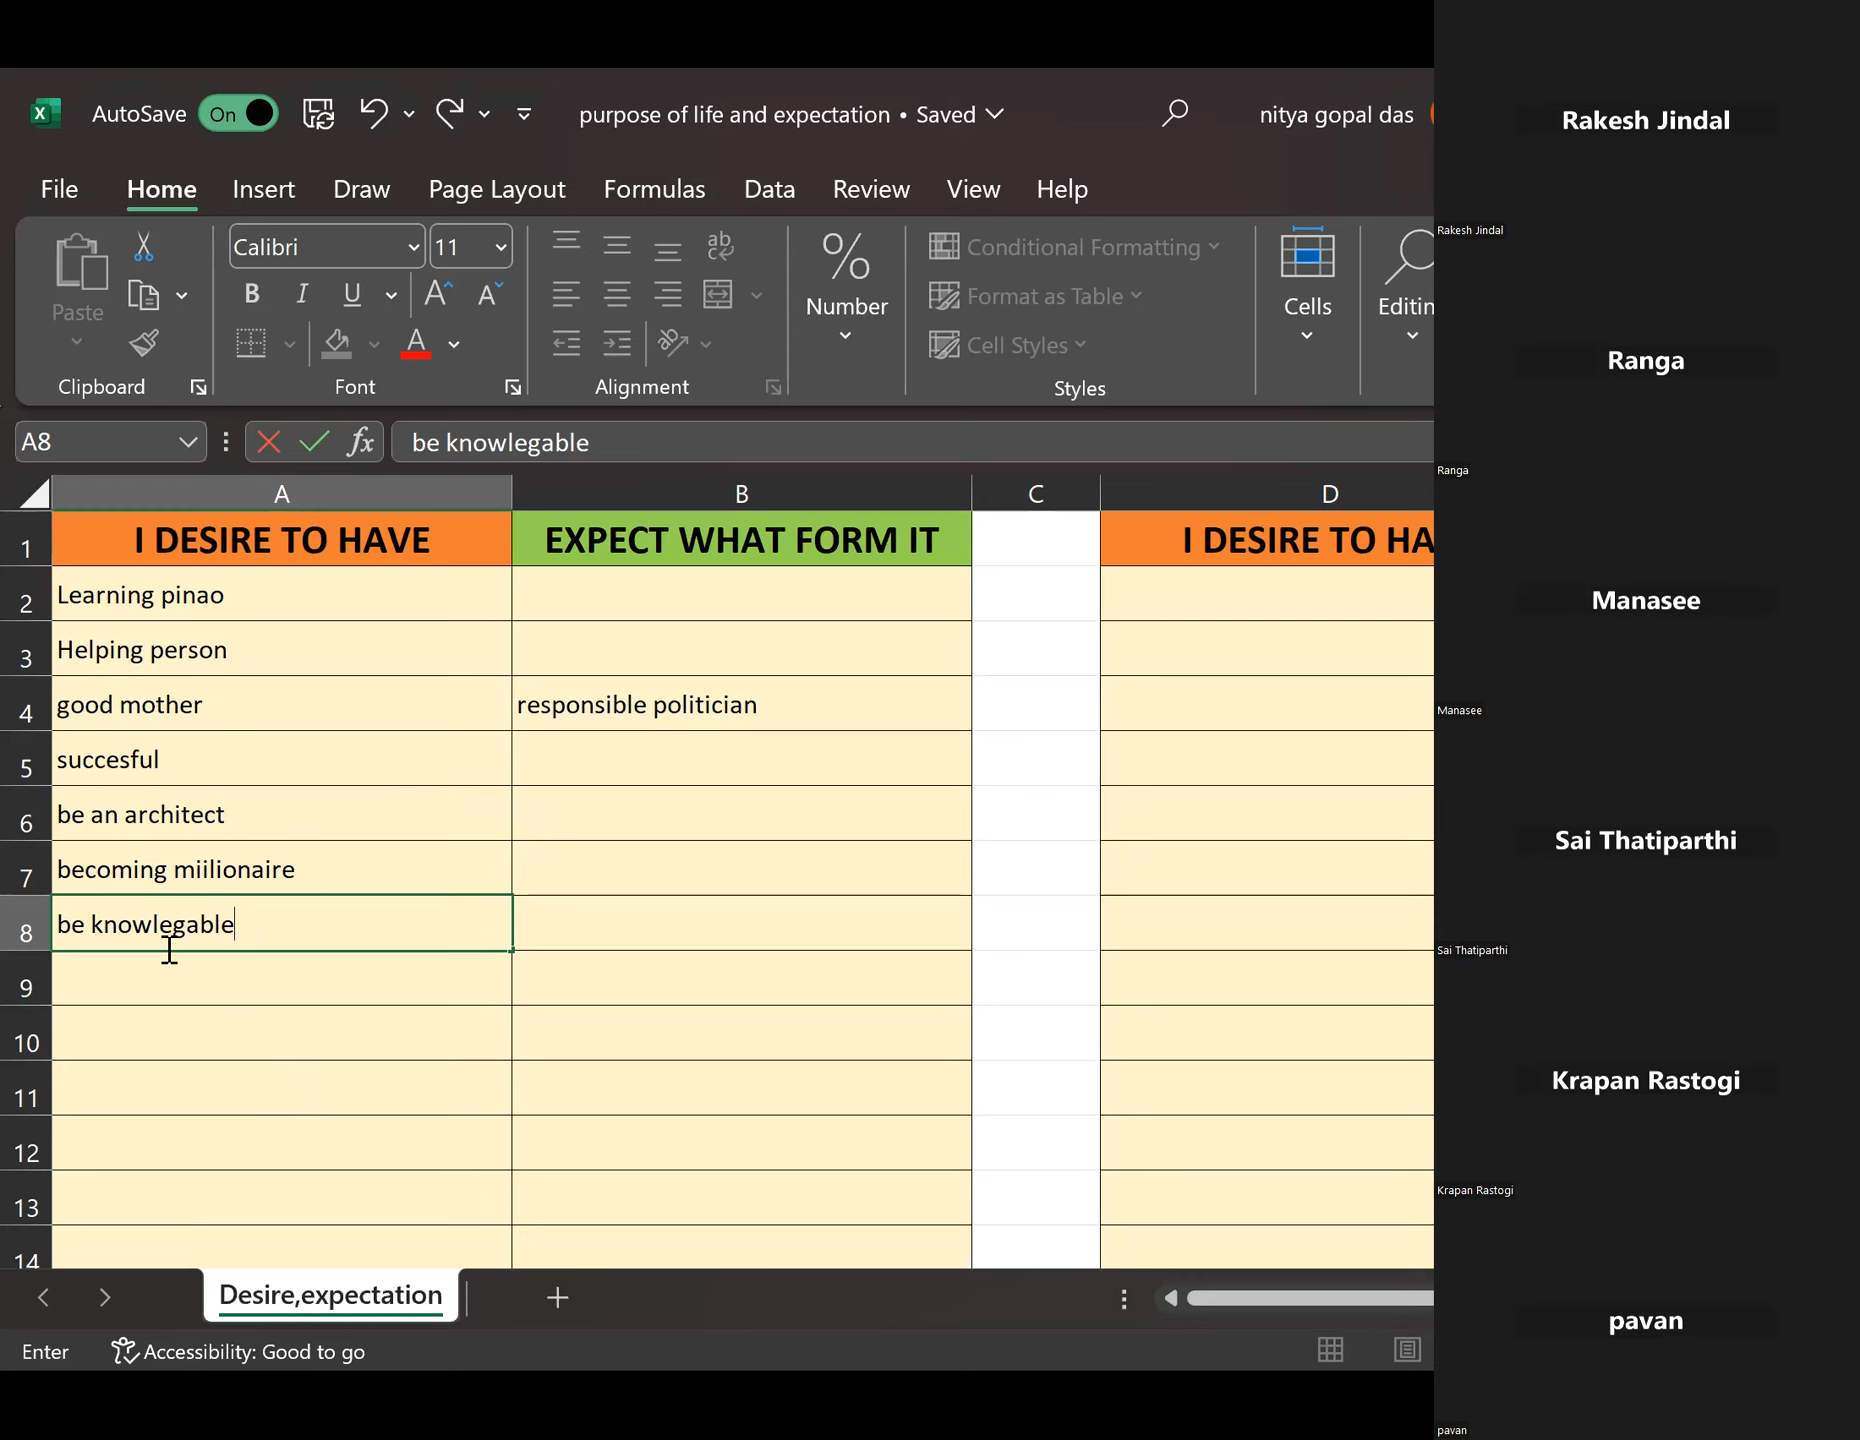 AutoSave On purpose of life and expectation • Saved nitya gopal das
File Home Insert Draw Page Layout Formulas Data Review View Help
Paste Calibri 11 ab c Number Conditional Formatting Format as Table Cell Styles Cells Editin
B I U A A A
Clipboard Font Alignment Styles
A8 fx be knowlegable
A B C D
1 I DESIRE TO HAVE EXPECT WHAT FORM IT I DESIRE TO HA
2 Learning pinao
3 Helping person
4 good mother responsible politician
5 succesful
6 be an architect
7 becoming miilionaire
8 be knowlegable
9
10
11
12
13
14
Desire,expectation
Enter Accessibility: Good to go
Rakesh Jindal
Rakesh Jindal
Ranga
Ranga
Manasee
Manasee
Sai Thatiparthi
Sai Thatiparthi
Krapan Rastogi
Krapan Rastogi
pavan
pavan